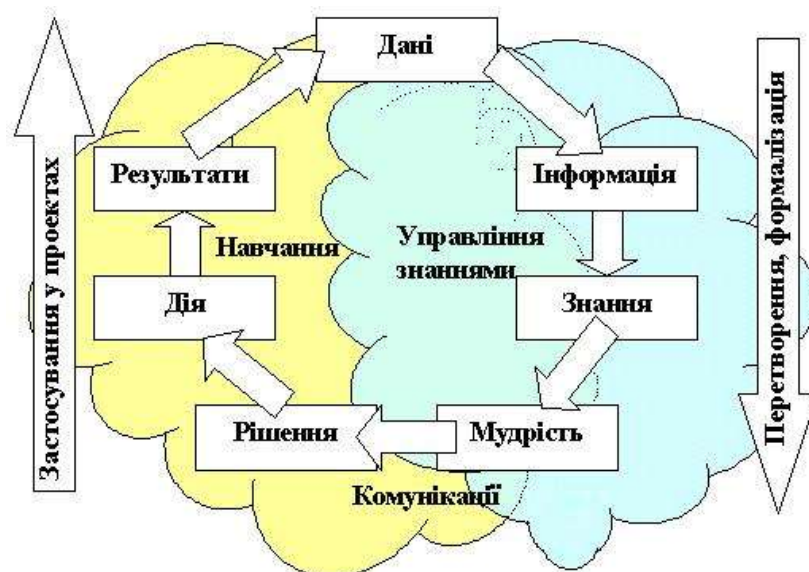 Дані
Результати
Інформація
Навчання
Управління
знаннями
Дія
Знання
Рішення
Мудрість
Комунікації
Застосування у проектах
Перетворення, формалізація